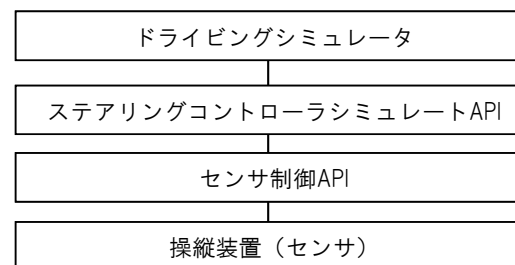 ドライビングシミュレータ
ステアリングコントローラシミュレートAPI
センサ制御API
操縦装置（センサ）